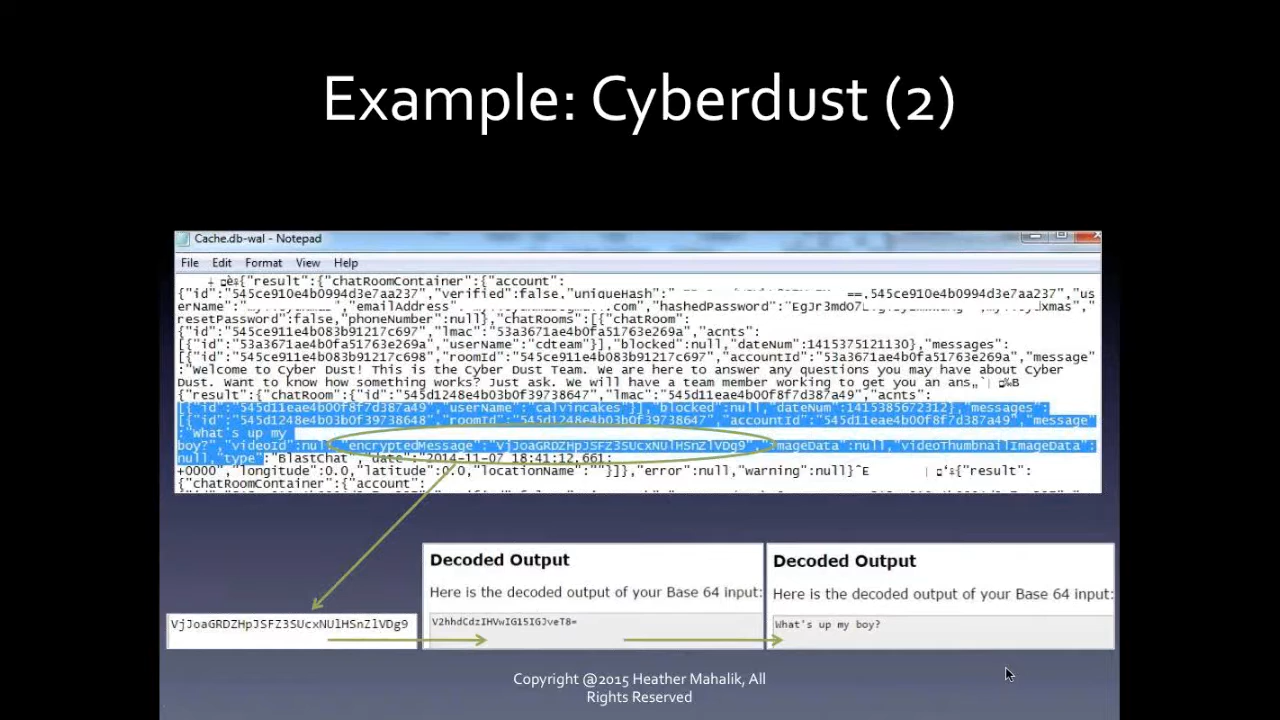 Example: Cyberdust (2)
Cache.db-wal - Notepad
File Edit Format View Help
{"result":{"chatRoomContainer":{"account":
{"id":"545ce910e4b0994d3e7aa237","verified":false,"uniqueHash":" ==,545ce910e4b0994d3e7aa237","us
erName":" ","emailAddress" .com","hashedPassword":"EgJr3mdO7 xmas","
resetPassword":false,"phoneNumber":null},"chatRooms":[{"chatRoom":
{"id":"545ce911e4b083b91217c697","lmac":"53a3671ae4b0fa51763e269a","acnts":
[{"id":"53a3671ae4b0fa51763e269a","userName":"cdteam"}],"blocked":null,"dateNum":1415375121130},"messages":
[{"id":"545ce911e4b083b91217c698","roomId":"545ce911e4b083b91217c697","accountId":"53a3671ae4b0fa51763e269a","message"
:"Welcome to Cyber Dust! This is the Cyber Dust Team. We are here to answer any questions you may have about Cyber
Dust. Want to know how something works? Just ask. We will have a team member working to get you an ans
{"result":{"chatRoom":{"id":"545d1248e4b03f39738647","lmac":"545d11eae4b00f8f7d387a49","acnts":
[{"id":"545d11eae4b00f8f7d387a49","userName":"calvincakes"}],"blocked":null,"dateNum":1415385672312},"messages":
[{"id":"545d1248e4b03f39738648","roomId":"545d1248e4b03f39738647","accountId":"545d11eae4b00f8f7d387a49","message"
:"What's up my
boy?","videoId":null,"encryptedMessage":"VjJoaGRDZHpJSFZ3SUcxNUlHSnZlVDg9","imageData":null,"videoThumbnailImageData":
null,"type":"BlastChat","date":"2014-11-07 18:41:12.661:
+0000","longitude":0.0,"latitude":0.0,"locationName":""}]},"error":null,"warning":null}
{"result":
{"chatRoomContainer":{"account":
VjJoaGRDZHpJSFZ3SUcxNUlHSnZlVDg9
Decoded Output
Here is the decoded output of your Base 64 input:
V2hhdCdzIHVwIG15IGJveT8=
Decoded Output
Here is the decoded output of your Base 64 input:
What's up my boy?
Copyright @2015 Heather Mahalik, All
Rights Reserved